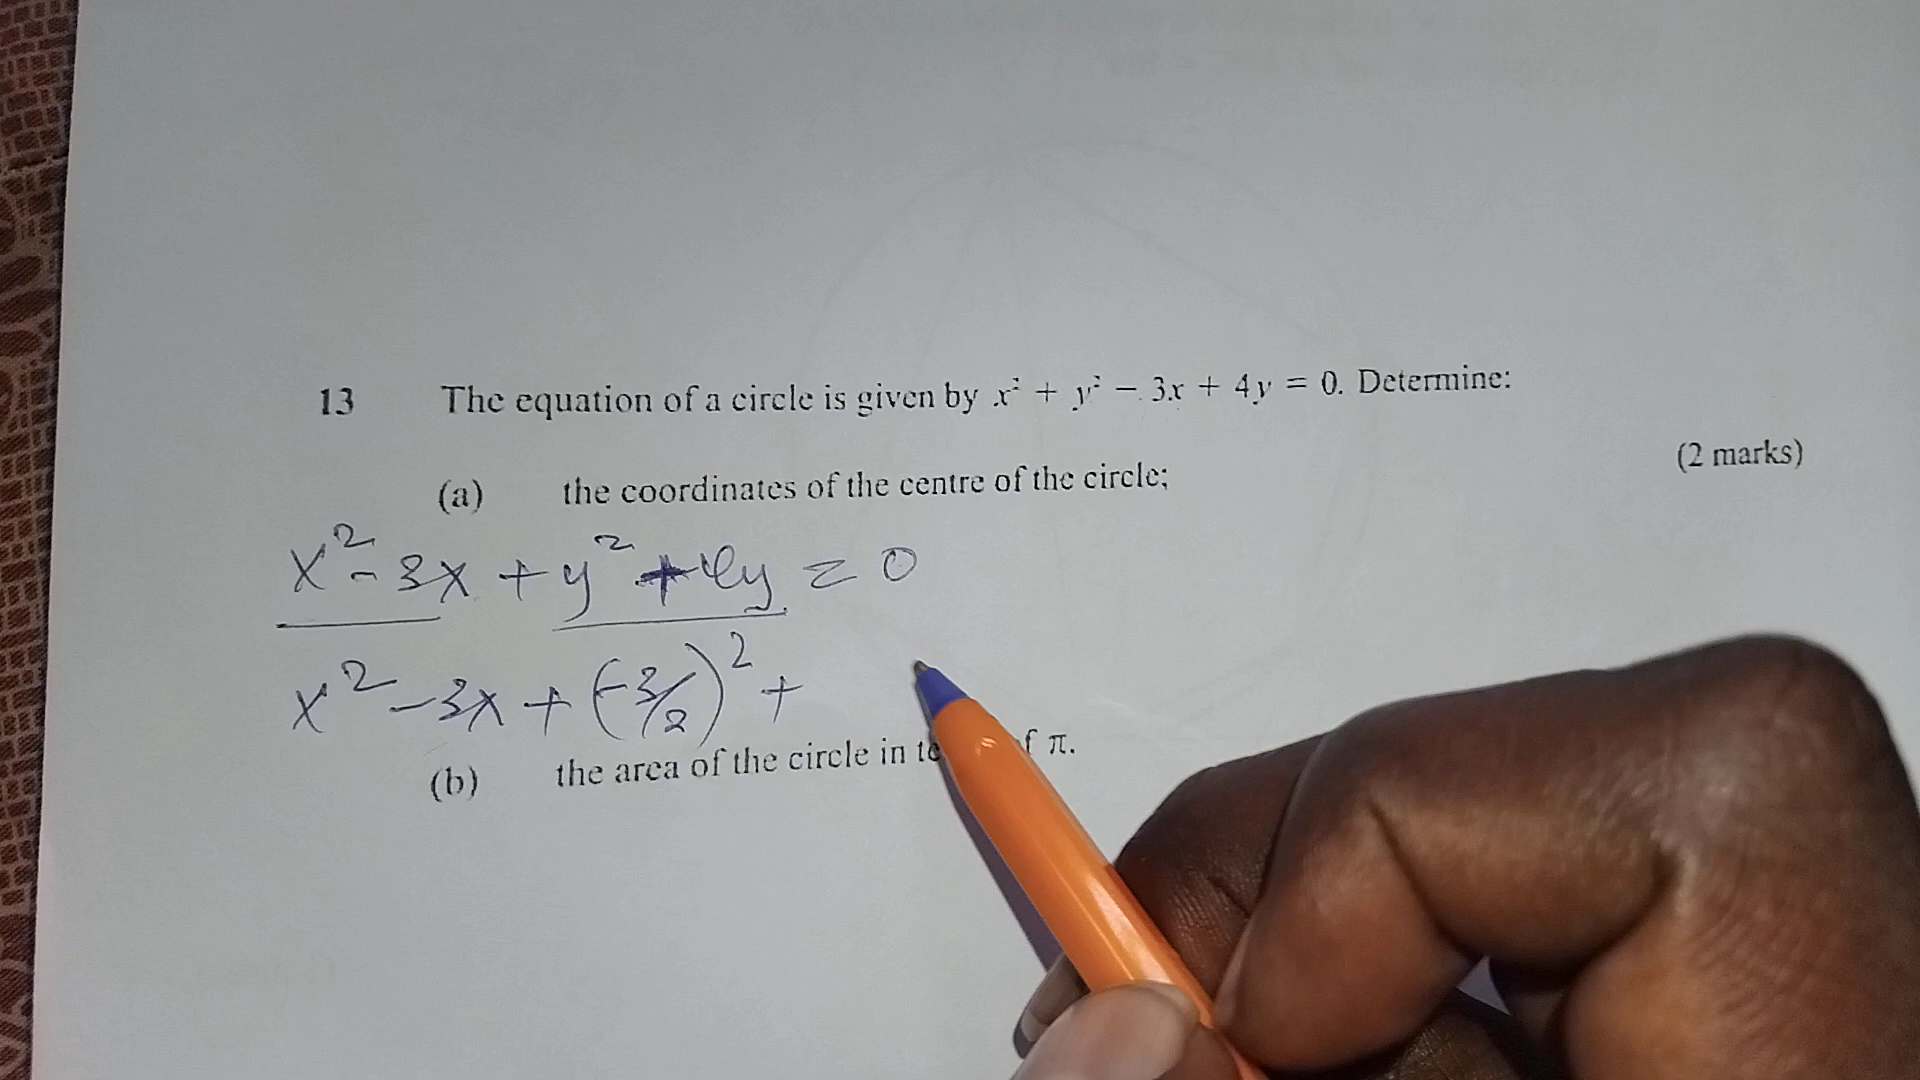 13 The equation of a circle is given by x² + y² − 3x + 4y = 0. Determine:
(a) the coordinates of the centre of the circle; (2 marks)
x² - 3x + y² + 4y = 0
x² - 3x + (-3/2)² +
(b) the area of the circle in f π.